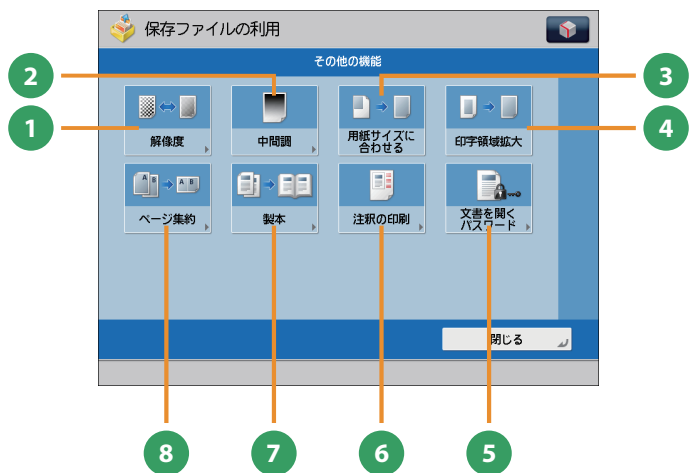 保存ファイルの利用
その他の機能
2
3
1
4
解像度
中間調
用紙サイズに
合わせる
印字領域拡大
A B
A B
ページ集約
製本
注釈の印刷
文書を開く
パスワード
閉じる
8
7
6
5